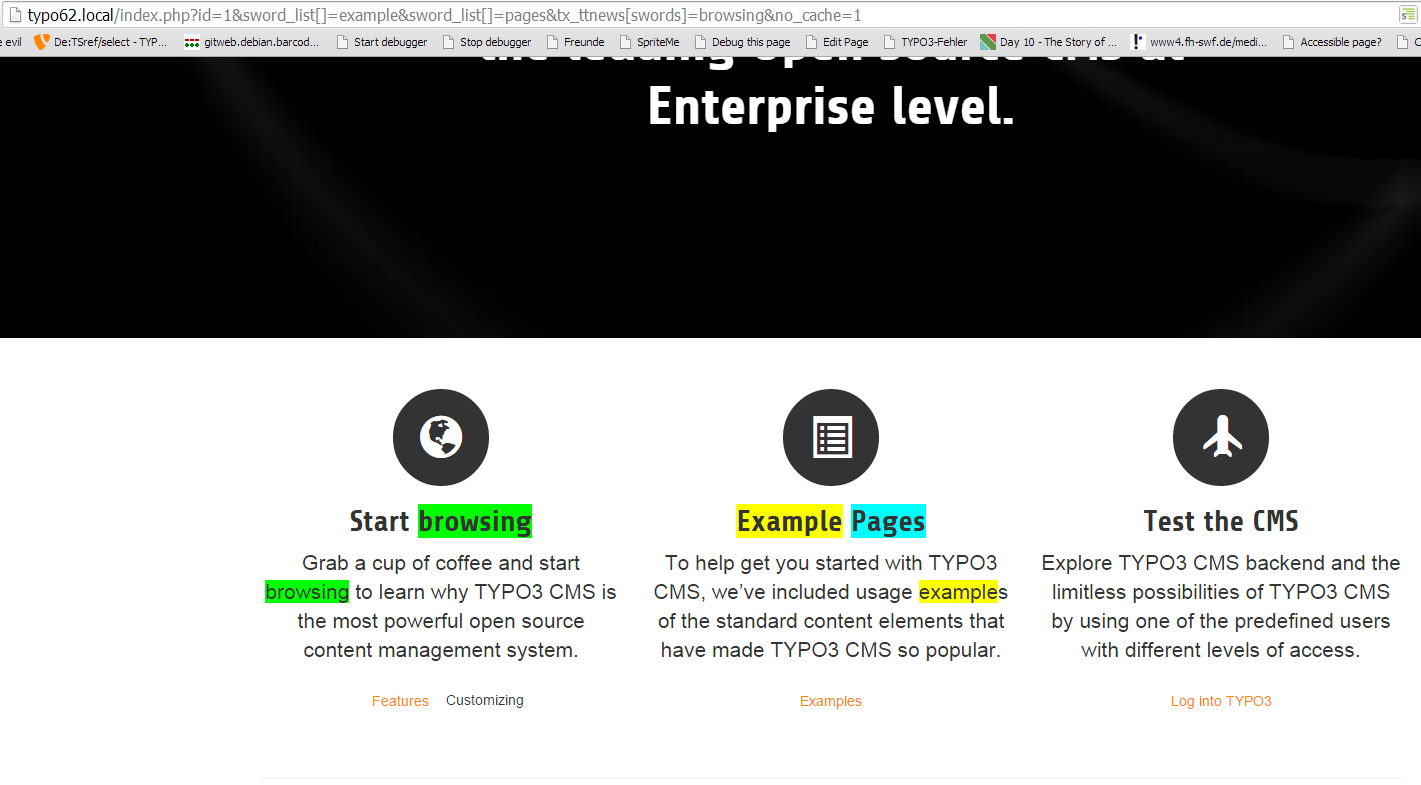 typo62.local/index.php?id=1&sword_list[]=example&sword_list[]=pages&tx_ttnews[swords]=browsing&no_cache=1
evil De:TSref/select - TYP... gitweb.debian.barcod... Start debugger Stop debugger Freunde SpriteMe Debug this page Edit Page TYPO3-Fehler Day 10 - The Story of ... www4.fh-swf.de/medi... Accessible page?
the leading Open Source CMS at
Enterprise level.
Start browsing
Grab a cup of coffee and start
browsing to learn why TYPO3 CMS is
the most powerful open source
content management system.
Features Customizing
Example Pages
To help get you started with TYPO3
CMS, we've included usage examples
of the standard content elements that
have made TYPO3 CMS so popular.
Examples
Test the CMS
Explore TYPO3 CMS backend and the
limitless possibilities of TYPO3 CMS
by using one of the predefined users
with different levels of access.
Log into TYPO3